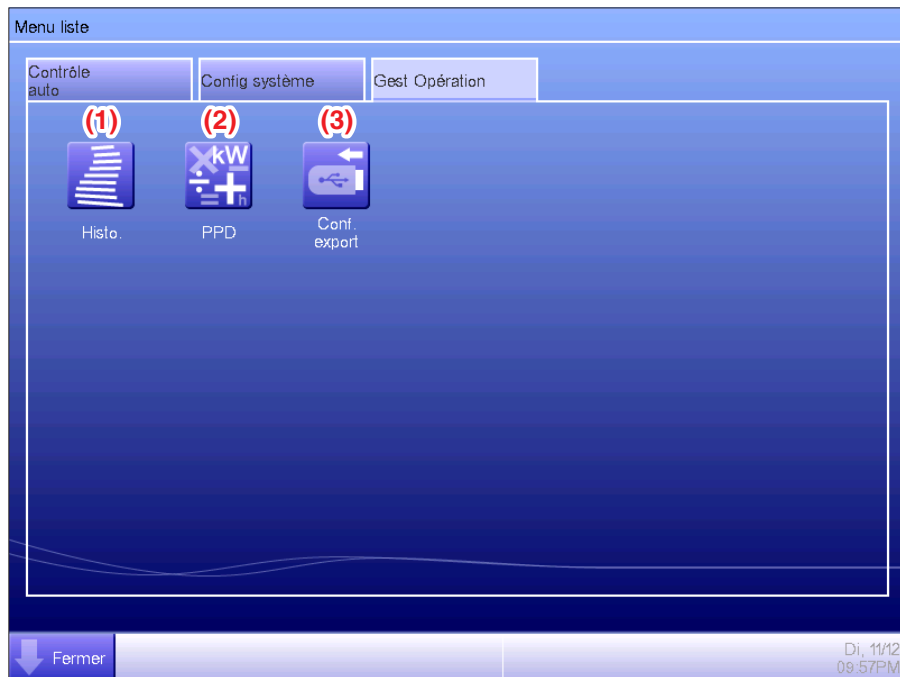 Menu liste
Contrôle
auto
Config système
Gest Opération
(1) (2) (3)
kW
h
Histo.
PPD
Conf.
export
Fermer
Di, 11/12
09:57PM